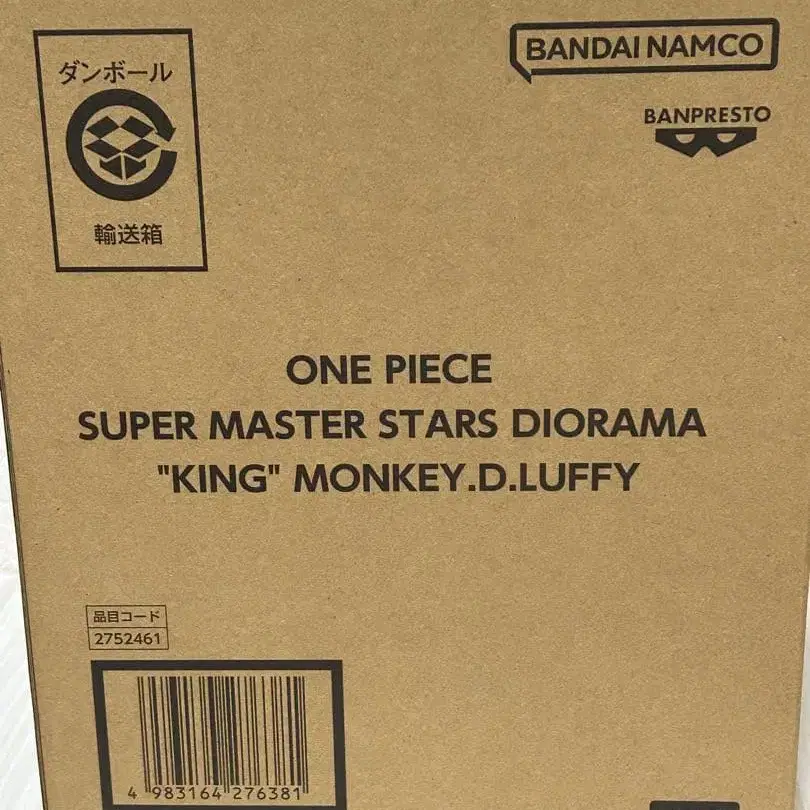 ダンボール
輸送箱
BANDAI NAMCO
BANPRESTO
ONE PIECE
SUPER MASTER STARS DIORAMA
"KING" MONKEY.D.LUFFY
品目コード
2752461
4 983164 276381